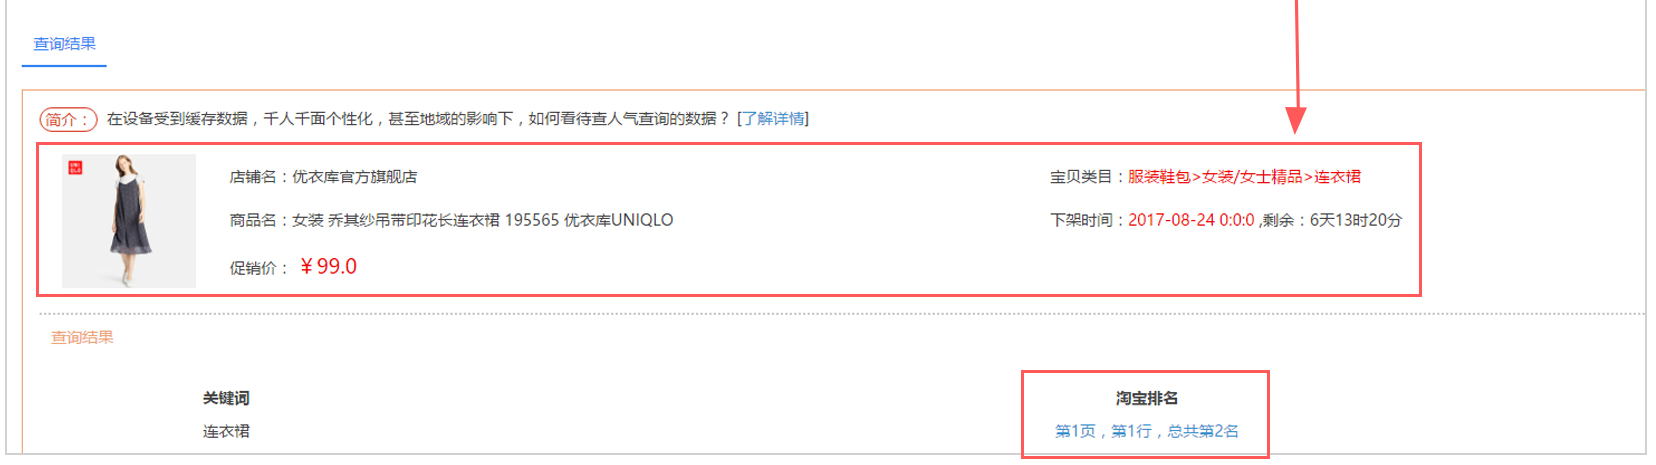 查询结果
简介： 在设备受到缓存数据，千人千面个性化，甚至地域的影响下，如何看待查人气查询的数据？ [了解详情]
UNI
QLO
店铺名：优衣库官方旗舰店
宝贝类目：服装鞋包>女装/女士精品>连衣裙
商品名：女装 乔其纱吊带印花长连衣裙 195565 优衣库UNIQLO
下架时间：2017-08-24 0:0:0 ,剩余：6天13时20分
促销价： ￥99.0
查询结果
关键词
淘宝排名
连衣裙
第1页，第1行，总共第2名